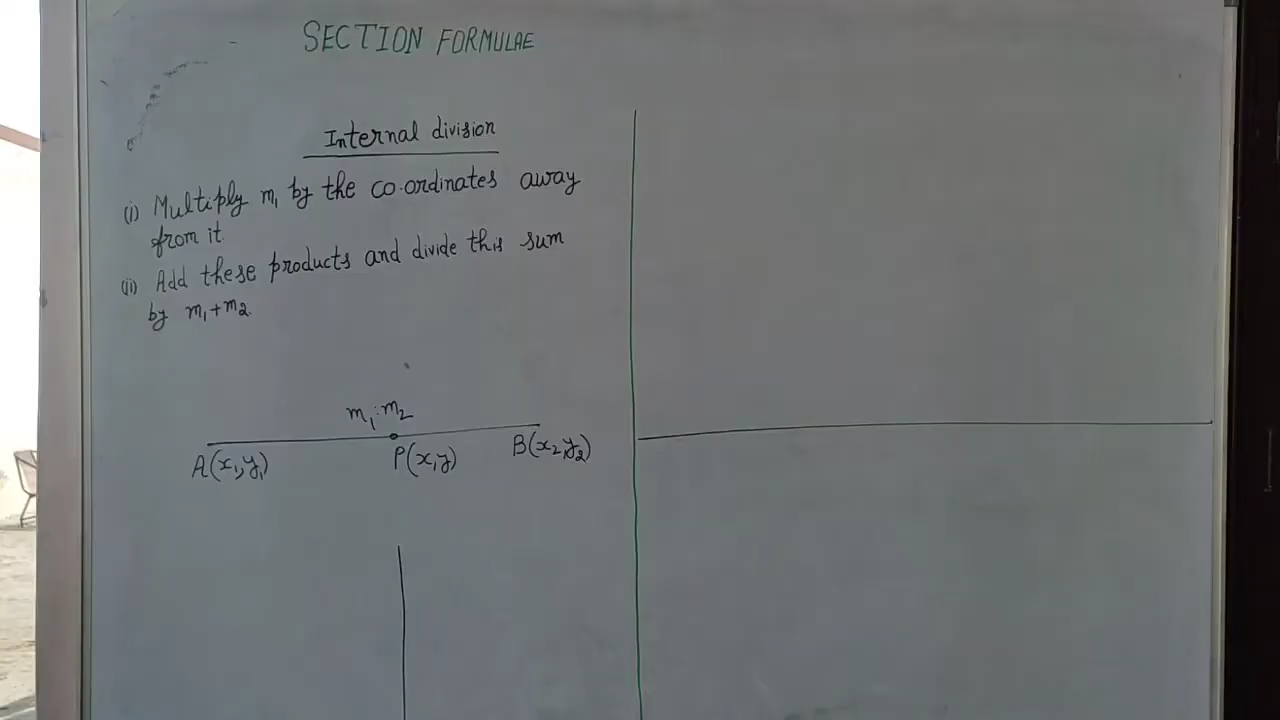 SECTION FORMULAE
Internal division
(i) Multiply m₁ by the co-ordinates away
from it
(ii) Add these products and divide this sum
by m₁+m₂.
m₁:m₂
A(x₁,y₁) P(x,y) B(x₂,y₂)